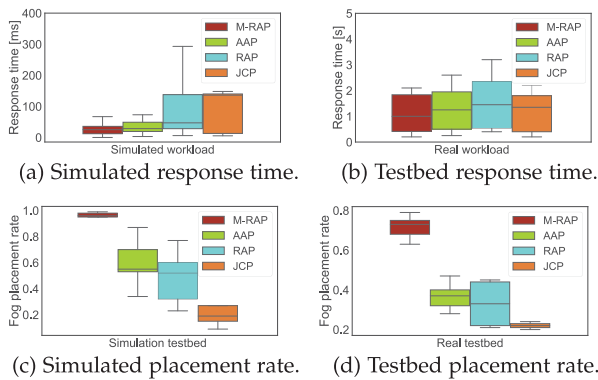 400
300
200
100
0
Response time [ms]
M-RAP
AAP
RAP
JCP
Simulated workload
(a) Simulated response time.
5
4
3
2
1
0
Response time [s]
M-RAP
AAP
RAP
JCP
Real workload
(b) Testbed response time.
1.0
0.8
0.6
0.4
0.2
Fog placement rate
M-RAP
AAP
RAP
JCP
Simulation testbed
(c) Simulated placement rate.
0.8
0.6
0.4
0.2
Fog placement rate
M-RAP
AAP
RAP
JCP
Real testbed
(d) Testbed placement rate.